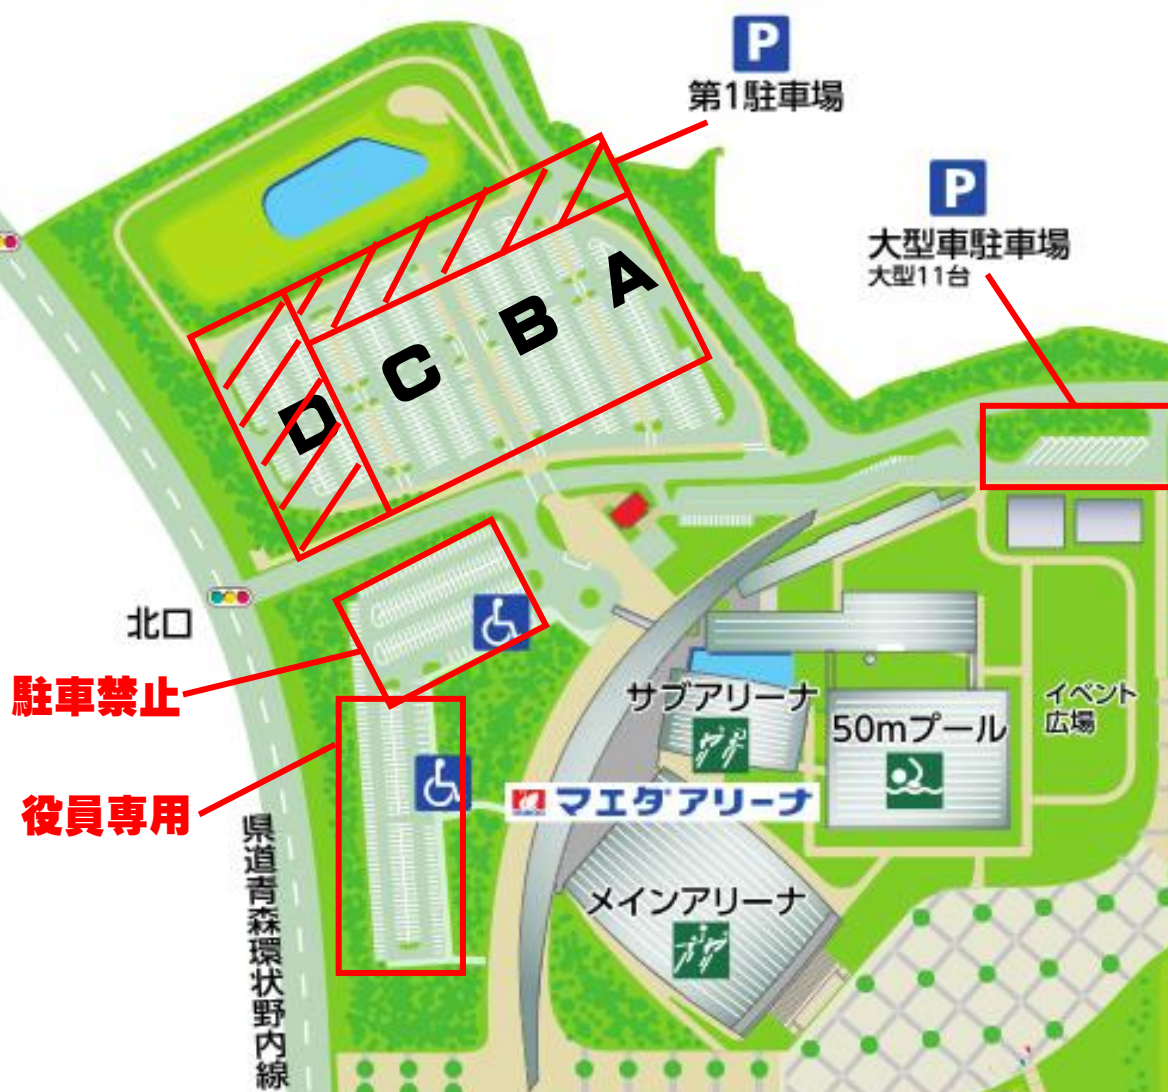 P
第1駐車場
P
大型車駐車場
大型11台
A
B
C
D
北口
駐車禁止
役員専用
サブアリーナ
50mプール
イベント
広場
マエダアリーナ
メインアリーナ
県道青森環状野内線